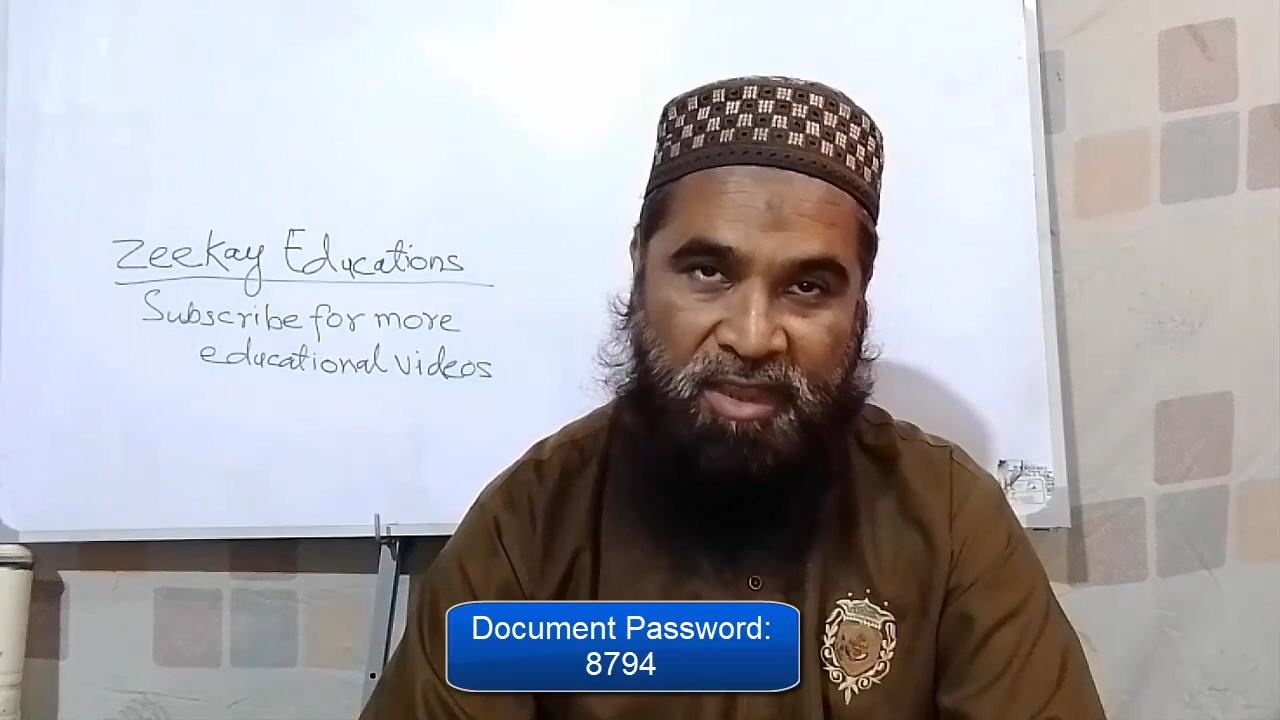 Zeekay Educations
Subscribe for more
educational videos
Document Password:
8794